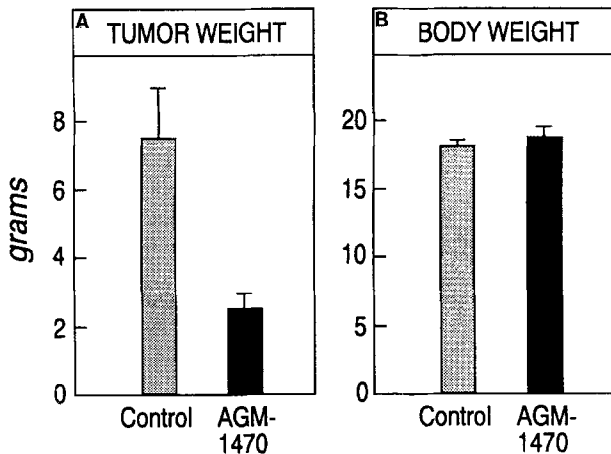 A TUMOR WEIGHT
grams
8
6
4
2
0
Control
AGM-
1470
B BODY WEIGHT
20
15
10
5
0
Control
AGM-
1470